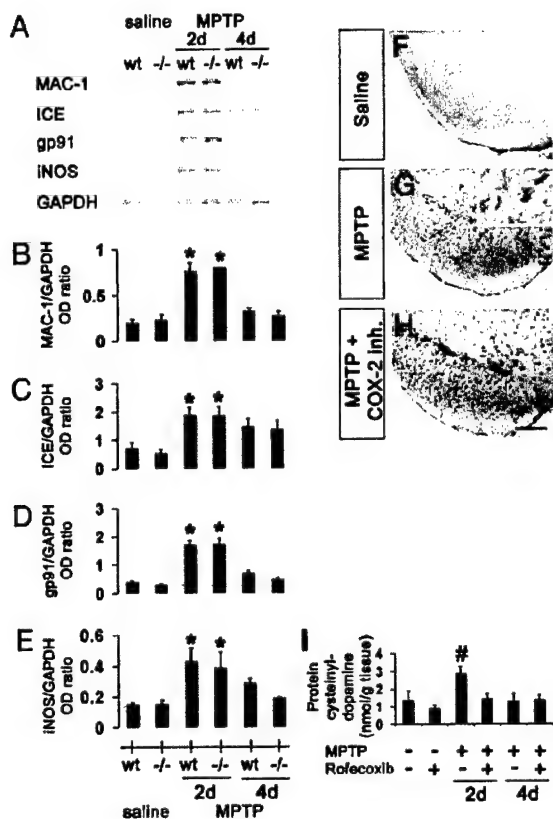 A
saline MPTP
2d 4d
wt -/- wt -/- wt -/-
MAC-1
ICE
gp91
iNOS
GAPDH
B
MAC-1/GAPDH
OD ratio
1
0.5
0
* *
C
ICE/GAPDH
OD ratio
3
2
1
0
* *
D
gp91/GAPDH
OD ratio
3
2
1
0
* *
E
iNOS/GAPDH
OD ratio
0.6
0.4
0.2
0
* *
wt -/- wt -/- wt -/-
2d 4d
saline MPTP
F
Saline
G
MPTP
H
MPTP +
COX-2 inh.
I
Protein
cysteinyl-
dopamine
(nmol/g tissue)
5
4
3
2
1
0
#
MPTP - - + + + +
Rofecoxib - + - + - +
2d 4d